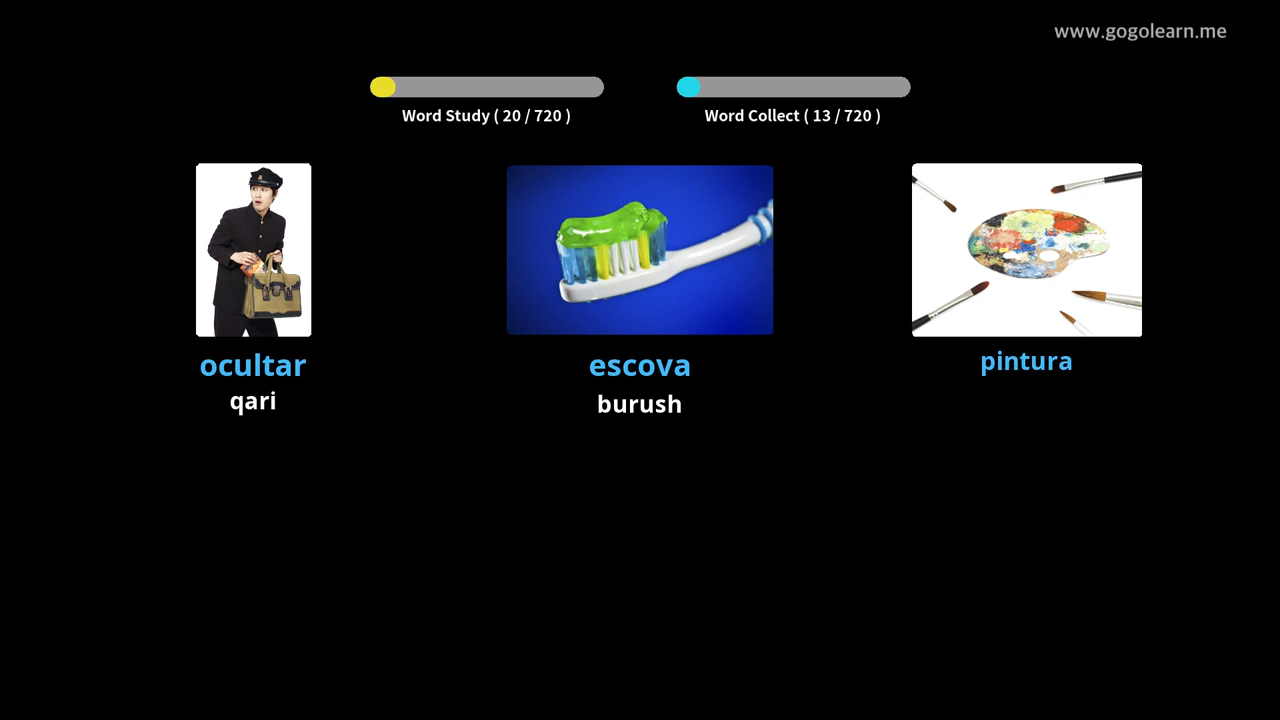 www.gogolearn.me
Word Study ( 20 / 720 )
Word Collect ( 13 / 720 )
ocultar
qari
escova
burush
pintura